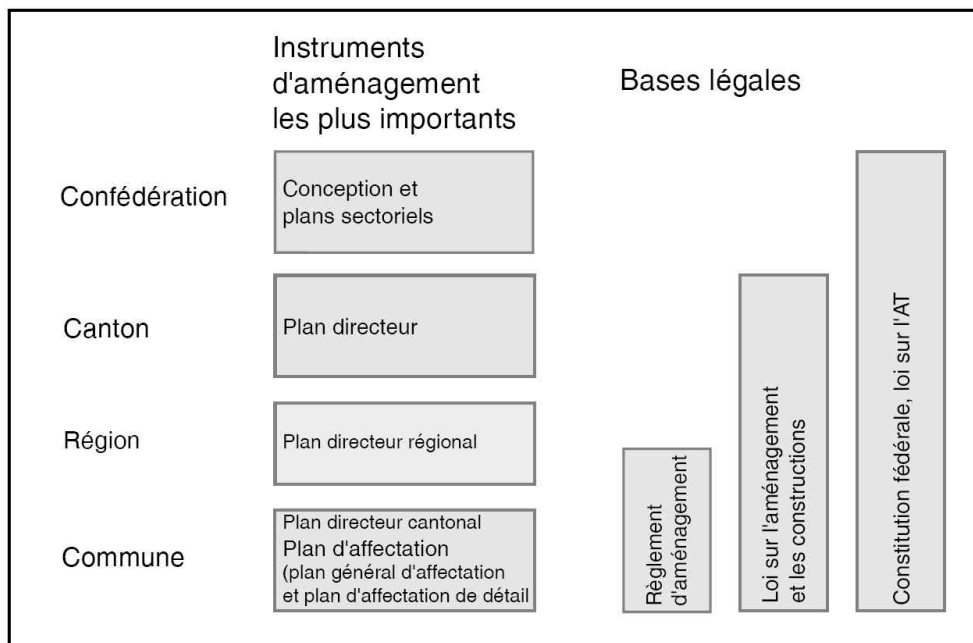 Instruments
d'aménagement
les plus importants
Bases légales
Confédération
Conception et
plans sectoriels
Canton
Plan directeur
Région
Plan directeur régional
Commune
Plan directeur cantonal
Plan d'affectation
(plan général d'affectation
et plan d'affectation de détail
Règlement
d'aménagement
Loi sur l'aménagement
et les constructions
Constitution fédérale, loi sur l'AT